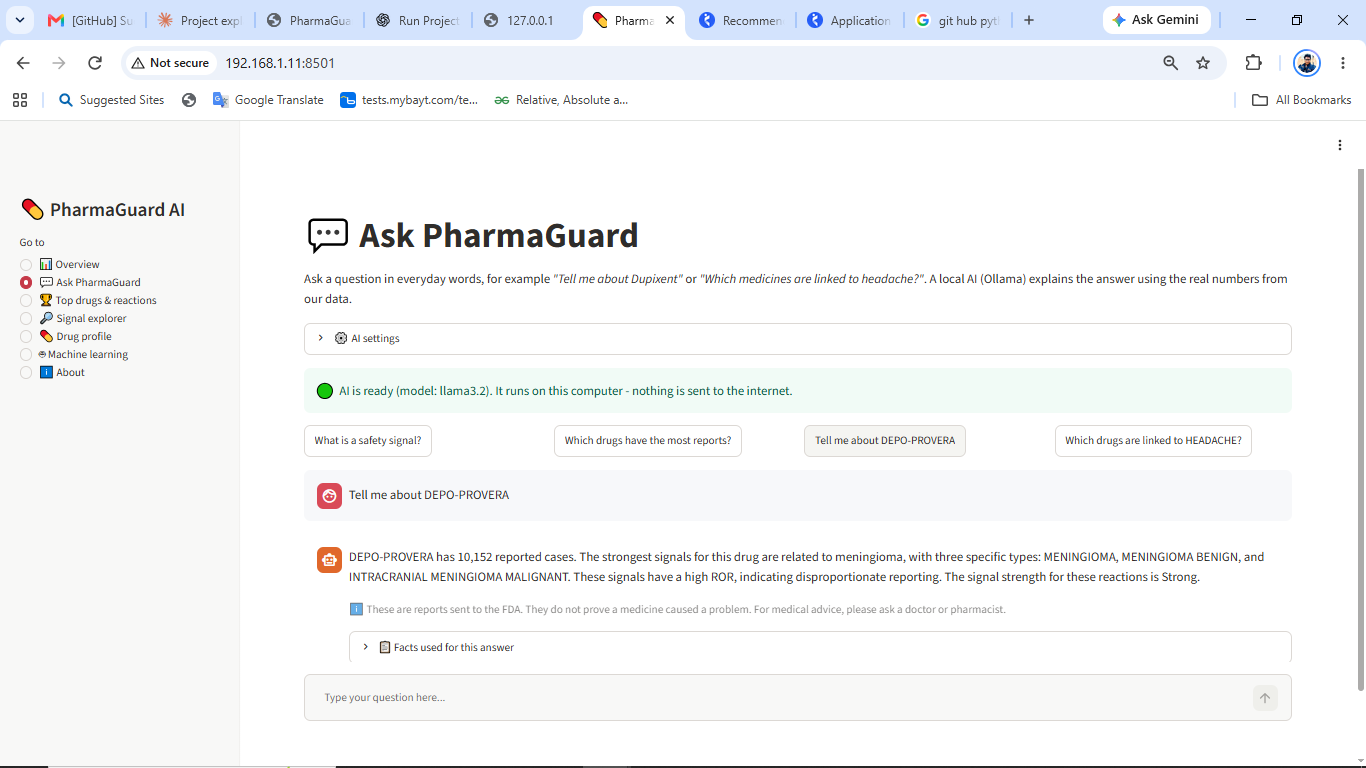 [GitHub] Su
Project expl
PharmaGua
Run Project
127.0.0.1
Pharma
Recommen
Application
git hub pyth
Ask Gemini
Not secure
192.168.1.11:8501
Suggested Sites
Google Translate
tests.mybayt.com/te...
Relative, Absolute a...
All Bookmarks
PharmaGuard AI
Go to
Overview
Ask PharmaGuard
Top drugs & reactions
Signal explorer
Drug profile
Machine learning
About
Ask PharmaGuard
Ask a question in everyday words, for example "Tell me about Dupixent" or "Which medicines are linked to headache?". A local AI (Ollama) explains the answer using the real numbers from
our data.
AI settings
AI is ready (model: llama3.2). It runs on this computer - nothing is sent to the internet.
What is a safety signal?
Which drugs have the most reports?
Tell me about DEPO-PROVERA
Which drugs are linked to HEADACHE?
Tell me about DEPO-PROVERA
DEPO-PROVERA has 10,152 reported cases. The strongest signals for this drug are related to meningioma, with three specific types: MENINGIOMA, MENINGIOMA BENIGN, and
INTRACRANIAL MENINGIOMA MALIGNANT. These signals have a high ROR, indicating disproportionate reporting. The signal strength for these reactions is Strong.
These are reports sent to the FDA. They do not prove a medicine caused a problem. For medical advice, please ask a doctor or pharmacist.
Facts used for this answer
Type your question here...